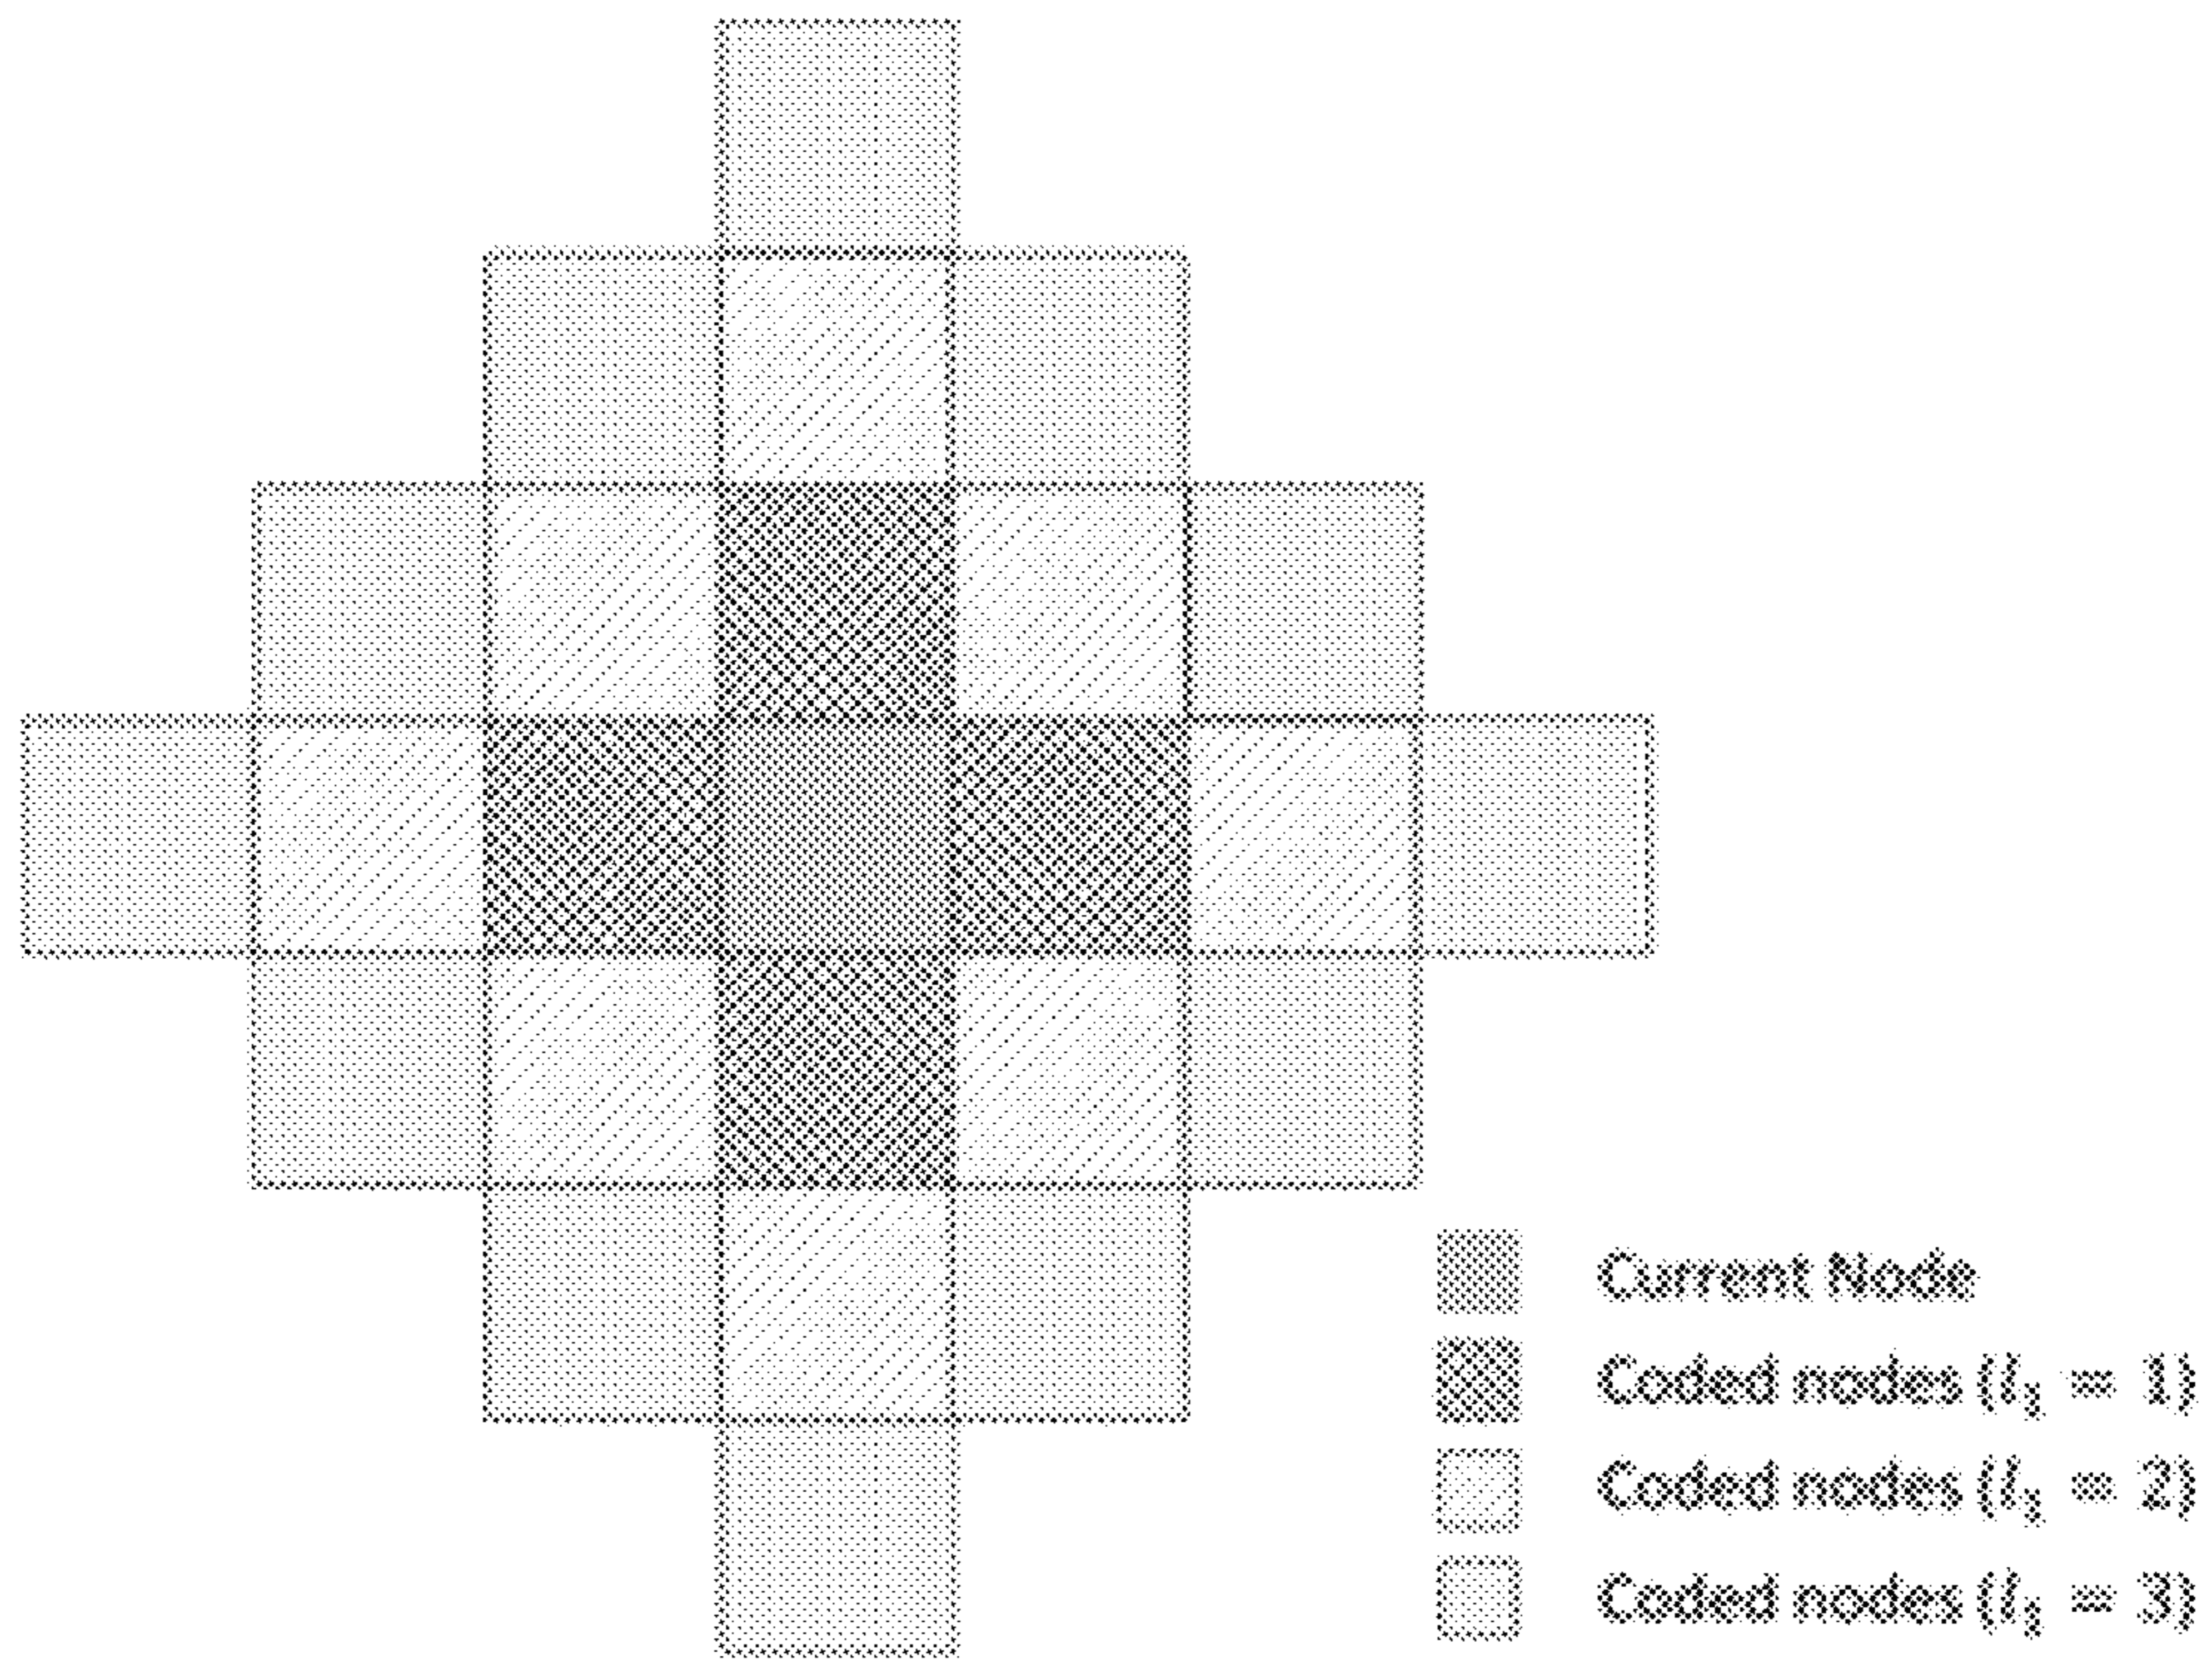 Current Node
Coded nodes (l₁ = 1)
Coded nodes (l₁ = 2)
Coded nodes (l₁ = 3)